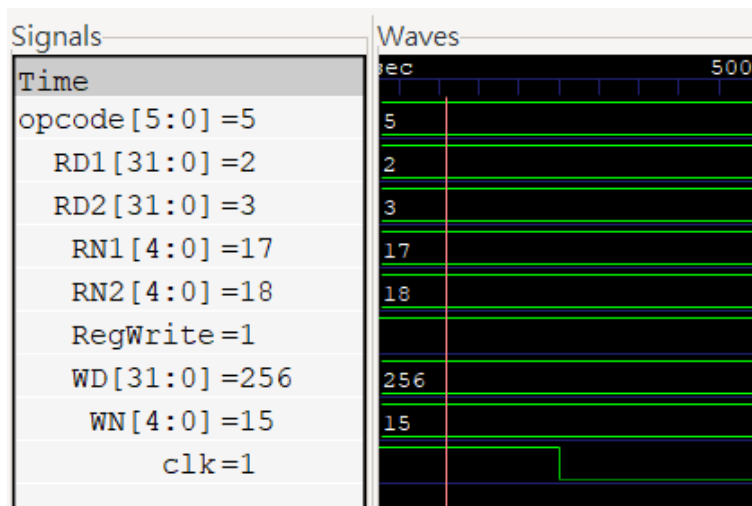 Signals
Waves
Time
sec 500
opcode[5:0]=5
5
RD1[31:0]=2
2
RD2[31:0]=3
3
RN1[4:0]=17
17
RN2[4:0]=18
18
RegWrite=1
WD[31:0]=256
256
WN[4:0]=15
15
clk=1